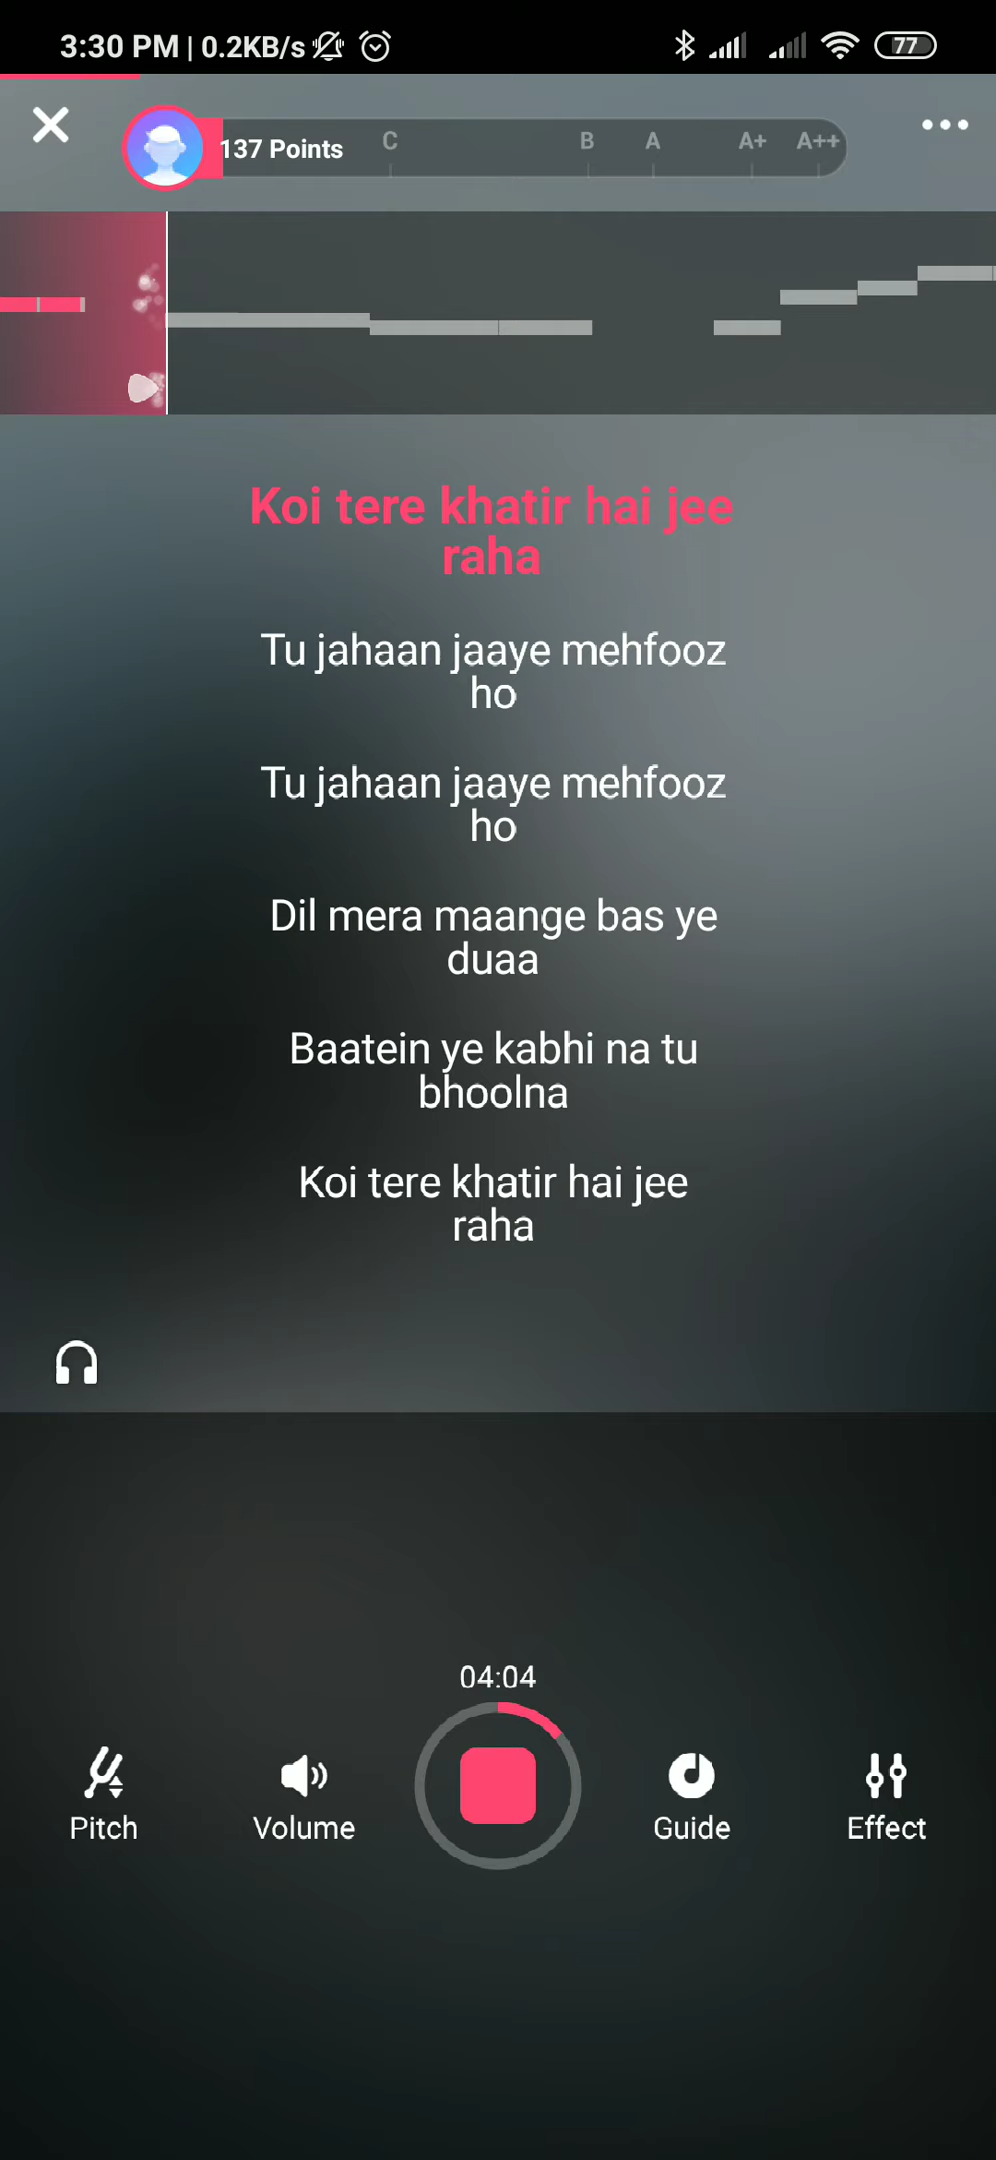 3:30 PM | 0.2KB/s
77
137 Points
C B A A+ A++
Koi tere khatir hai jee
raha
Tu jahaan jaaye mehfooz
ho
Tu jahaan jaaye mehfooz
ho
Dil mera maange bas ye
duaa
Baatein ye kabhi na tu
bhoolna
Koi tere khatir hai jee
raha
04:04
Pitch Volume Guide Effect